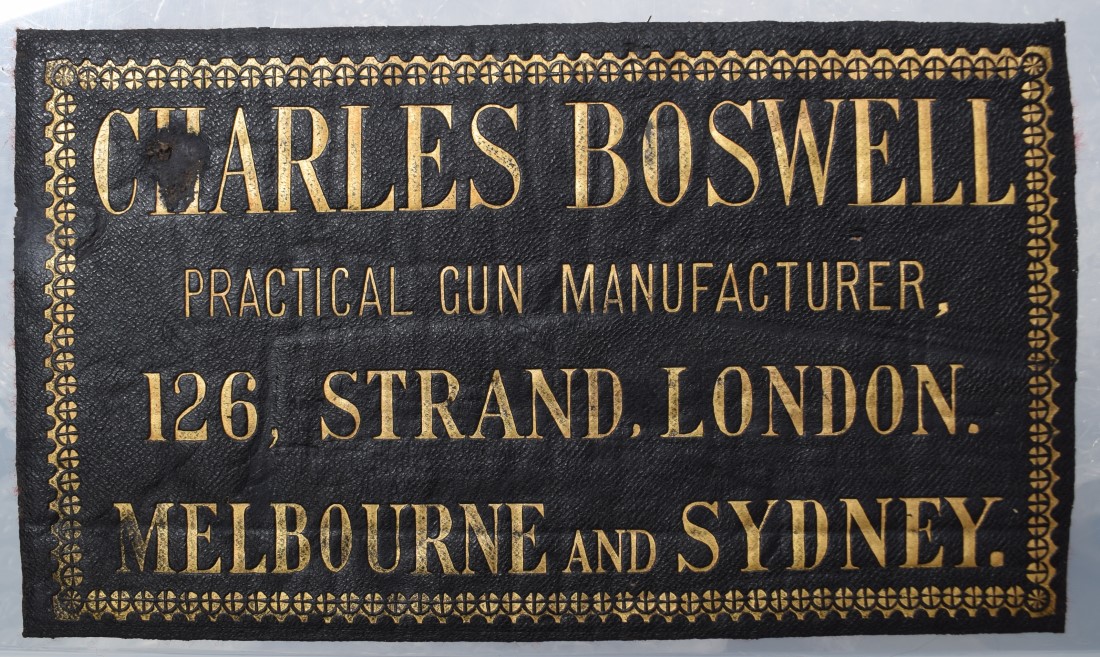 CHARLES BOSWELL
PRACTICAL GUN MANUFACTURER,
126, STRAND, LONDON.
MELBOURNE AND SYDNEY.